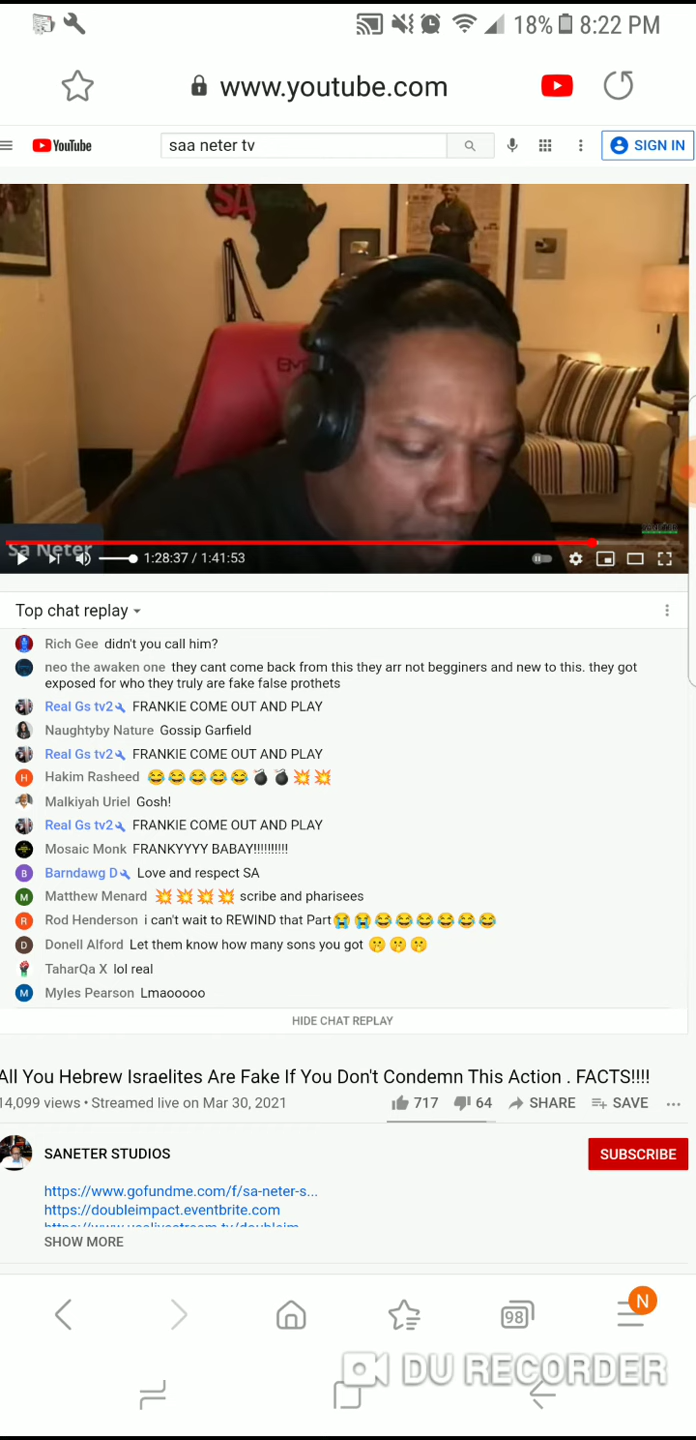 18% 8:22 PM
www.youtube.com
YouTube
saa neter tv
SIGN IN
SA
Sa Neter
1:28:37 / 1:41:53
Top chat replay
Rich Gee didn't you call him?
neo the awaken one they cant come back from this they arr not begginers and new to this. they got
exposed for who they truly are fake false prothets
Real Gs tv2 FRANKIE COME OUT AND PLAY
Naughtyby Nature Gossip Garfield
Real Gs tv2 FRANKIE COME OUT AND PLAY
H Hakim Rasheed 😂😂😂😂😂💣💣💥💥
Malkiyah Uriel Gosh!
Real Gs tv2 FRANKIE COME OUT AND PLAY
Mosaic Monk FRANKYYYY BABAY!!!!!!!!!!
B Barndawg D Love and respect SA
M Matthew Menard 💥💥💥💥 scribe and pharisees
R Rod Henderson i can't wait to REWIND that Part😭😭😂😂😂😂😂😂
D Donell Alford Let them know how many sons you got 🤫🤫🤫
TaharQa X lol real
M Myles Pearson Lmaooooo
HIDE CHAT REPLAY
All You Hebrew Israelites Are Fake If You Don't Condemn This Action . FACTS!!!!
14,099 views • Streamed live on Mar 30, 2021
717 64 SHARE SAVE
SANETER STUDIOS
SUBSCRIBE
https://www.gofundme.com/f/sa-neter-s...
https://doubleimpact.eventbrite.com
SHOW MORE
98
N
DU RECORDER